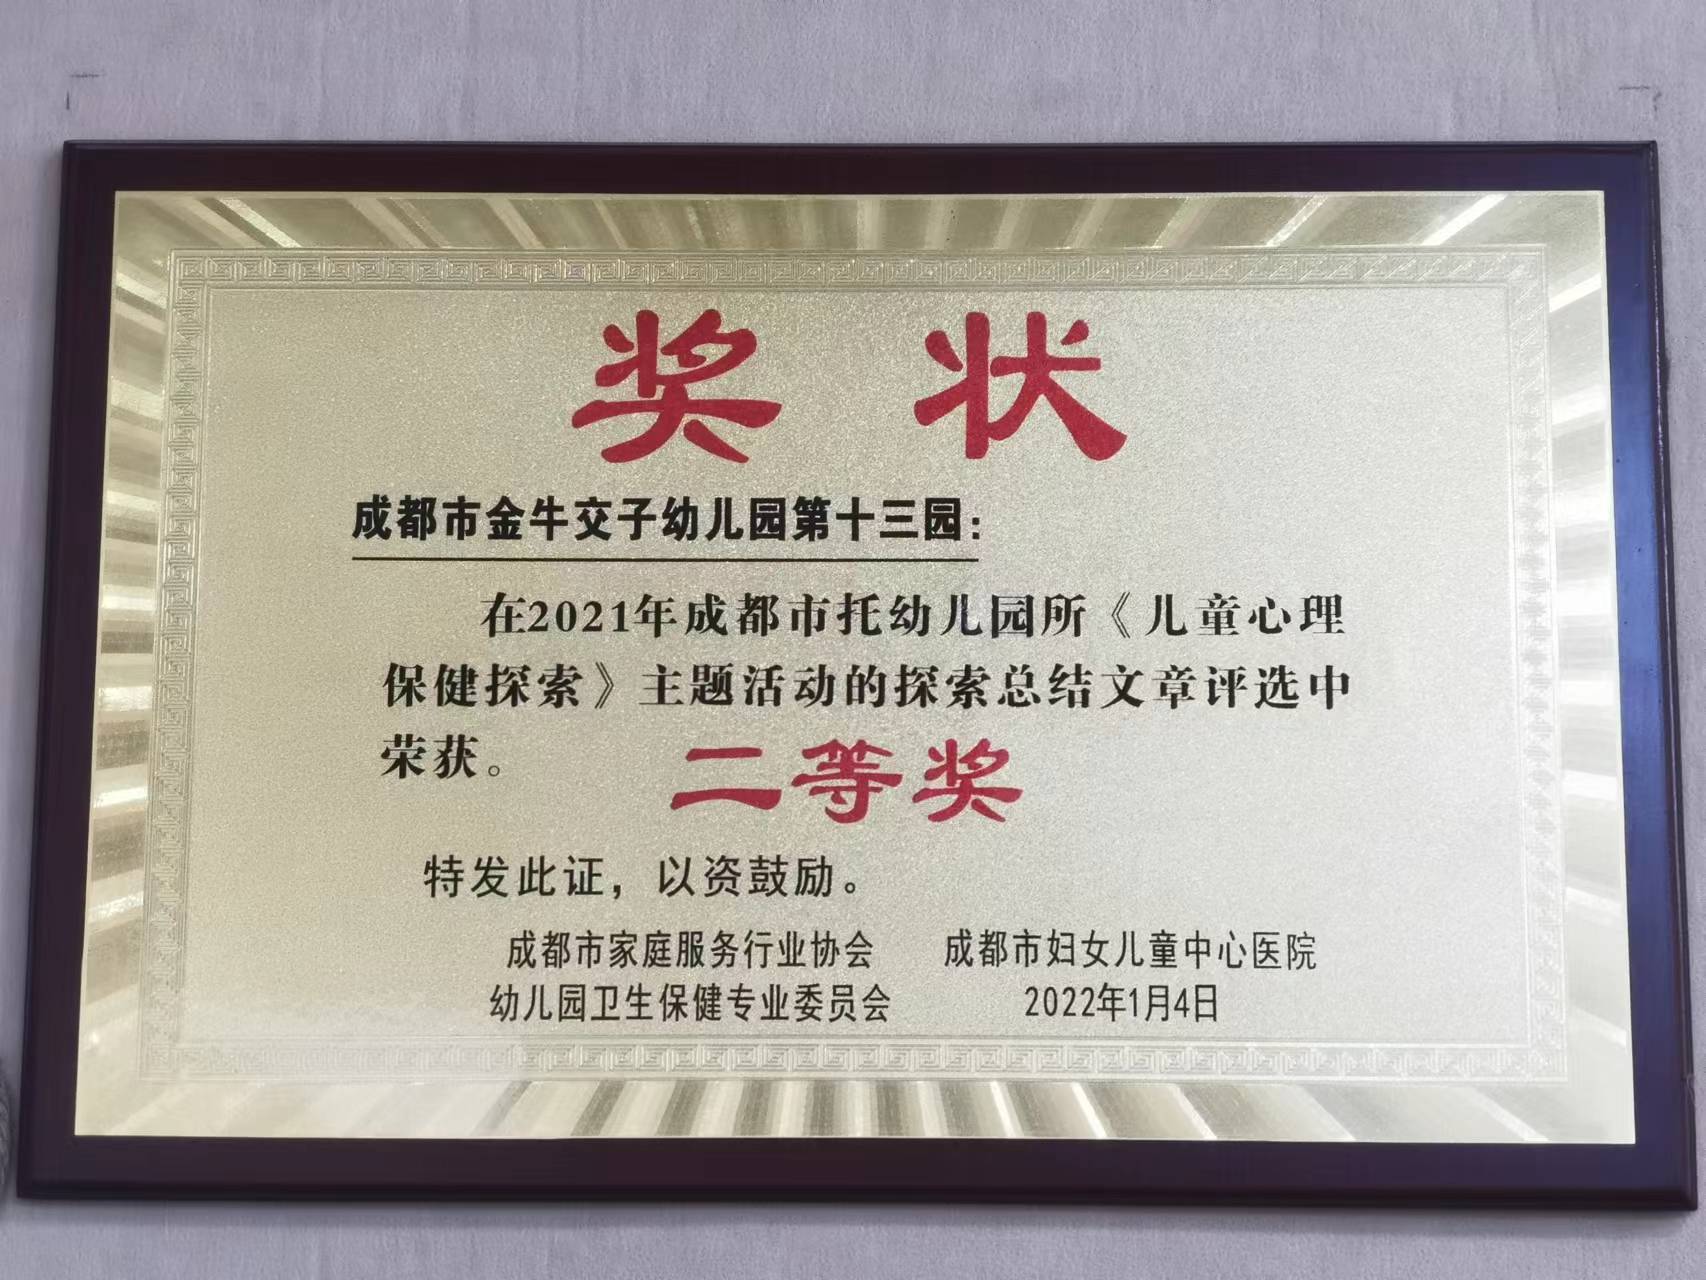 奖 状
成都市金牛交子幼儿园第十三园：
在2021年成都市托幼儿园所《儿童心理
保健探索》主题活动的探索总结文章评选中
荣获。
二等奖
特发此证，以资鼓励。
成都市家庭服务行业协会 成都市妇女儿童中心医院
幼儿园卫生保健专业委员会 2022年1月4日